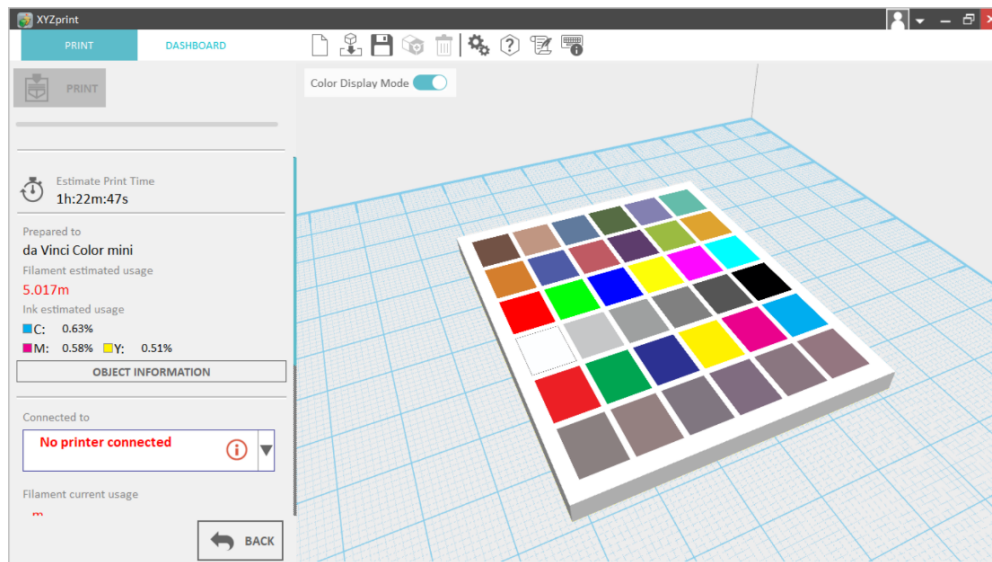 XYZprint
PRINT
DASHBOARD
PRINT
Color Display Mode
Estimate Print Time
1h:22m:47s
Prepared to
da Vinci Color mini
Filament estimated usage
5.017m
Ink estimated usage
C: 0.63%
M: 0.58% Y: 0.51%
OBJECT INFORMATION
Connected to
No printer connected
Filament current usage
BACK